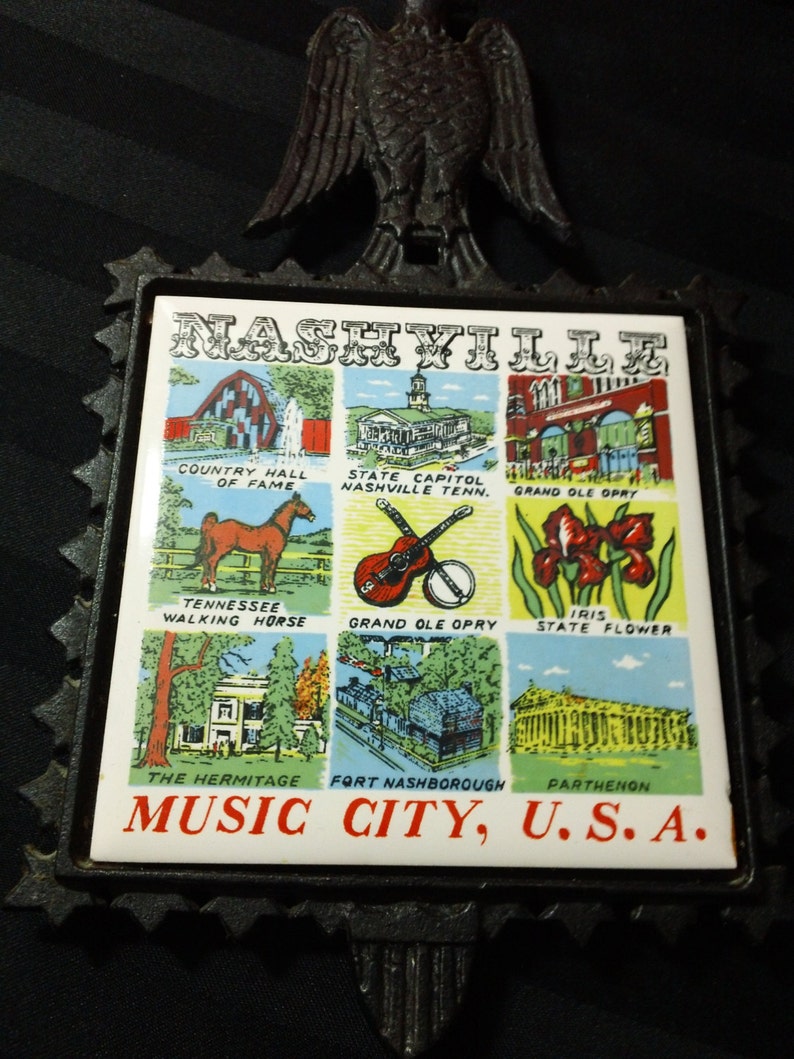 NASHVILLE
COUNTRY HALL
OF FAME
STATE CAPITOL
NASHVILLE TENN.
GRAND OLE OPRY
TENNESSEE
WALKING HORSE
GRAND OLE OPRY
IRIS
STATE FLOWER
THE HERMITAGE
FORT NASHBOROUGH
PARTHENON
MUSIC CITY, U.S.A.